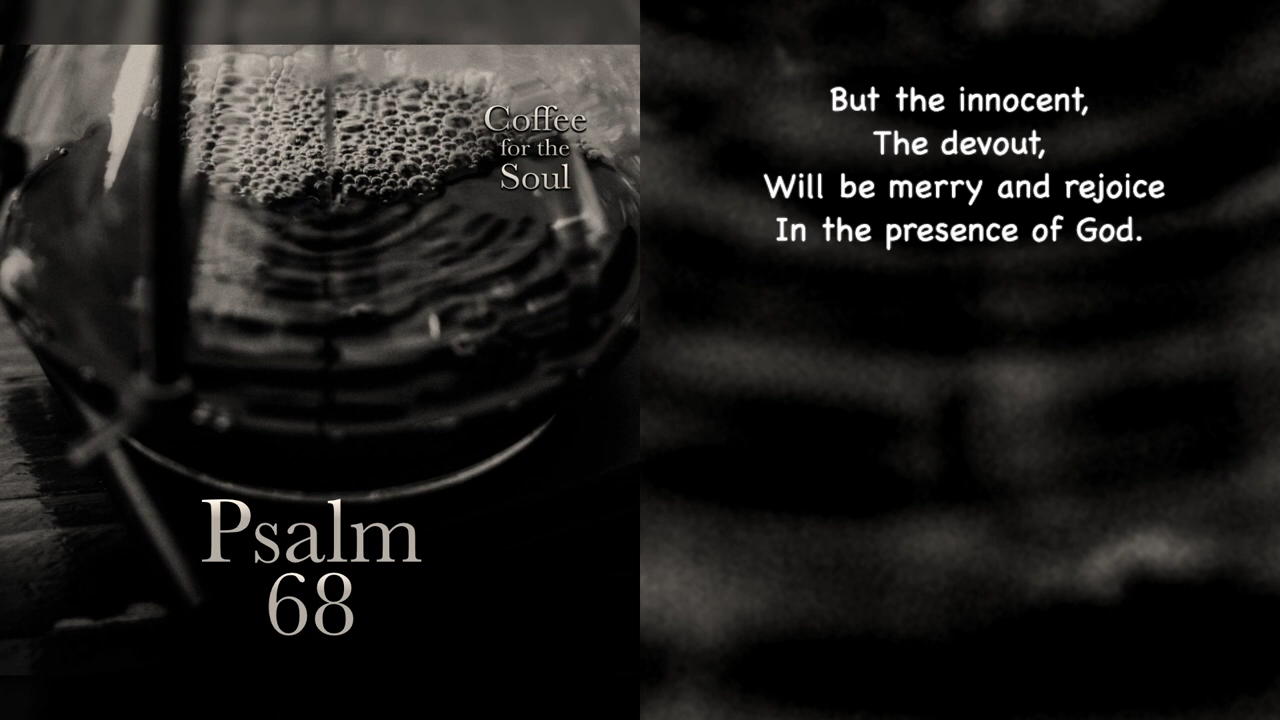 Coffee
for the
Soul
Psalm
68
But the innocent,
The devout,
Will be merry and rejoice
In the presence of God.